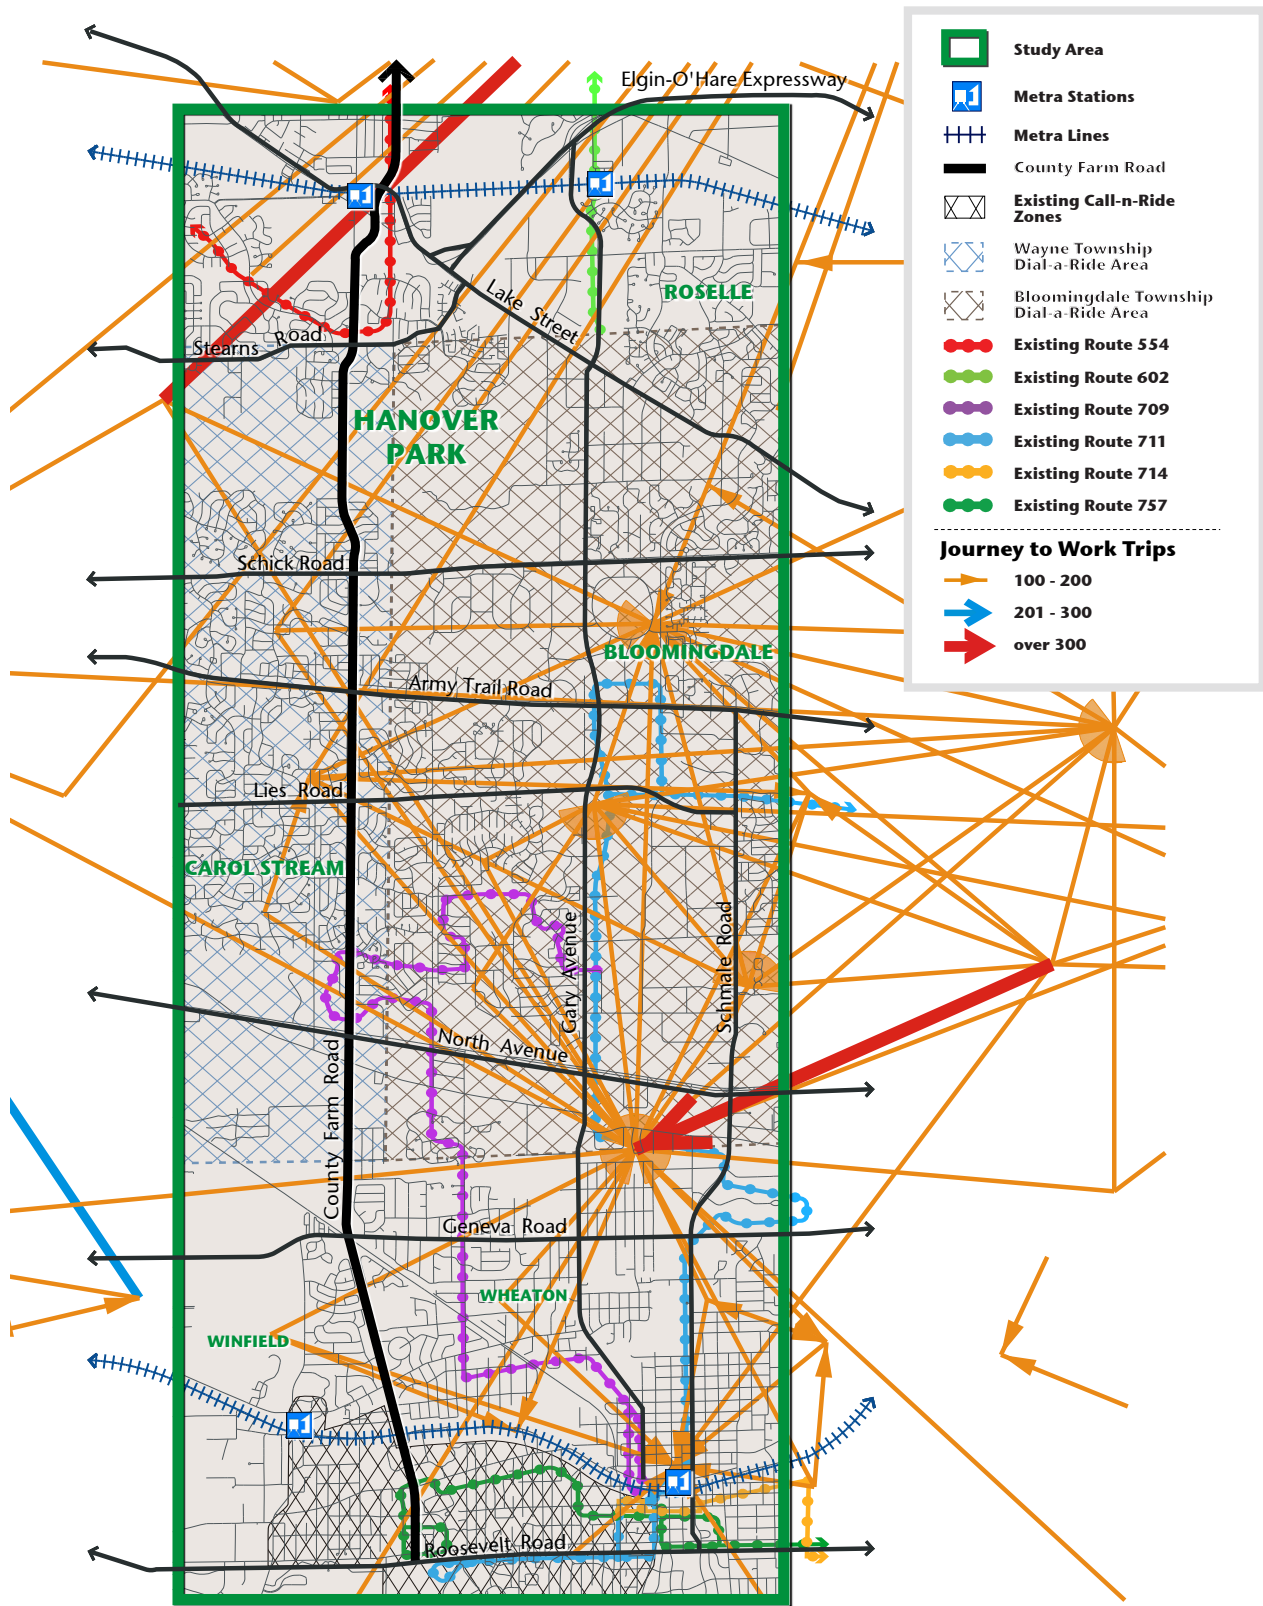 Elgin-O'Hare Expressway
Study Area
Metra Stations
Metra Lines
County Farm Road
Existing Call-n-Ride
Zones
Wayne Township
Dial-a-Ride Area
Bloomingdale Township
Dial-a-Ride Area
Existing Route 554
Existing Route 602
Existing Route 709
Existing Route 711
Existing Route 714
Existing Route 757
Journey to Work Trips
100 - 200
201 - 300
over 300
ROSELLE
Lake Street
Stearns Road
HANOVER
PARK
Schick Road
BLOOMINGDALE
Army Trail Road
Lies Road
CAROL STREAM
Gary Avenue
Schmale Road
North Avenue
County Farm Road
Geneva Road
WHEATON
WINFIELD
Roosevelt Road